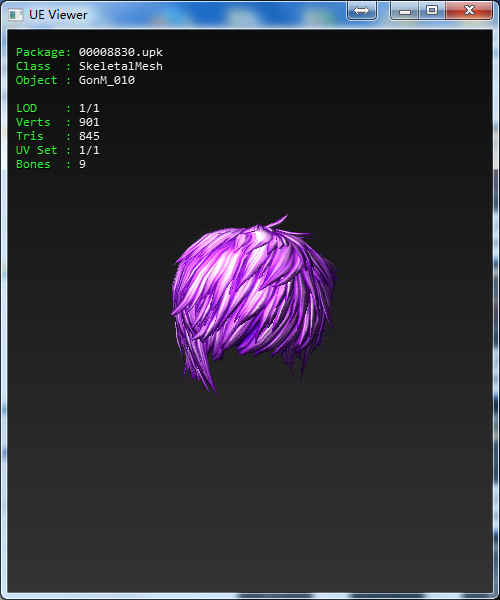 UE Viewer
Package: 00008830.upk
Class : SkeletalMesh
Object : GonM_010
LOD : 1/1
Verts : 901
Tris : 845
UV Set : 1/1
Bones : 9